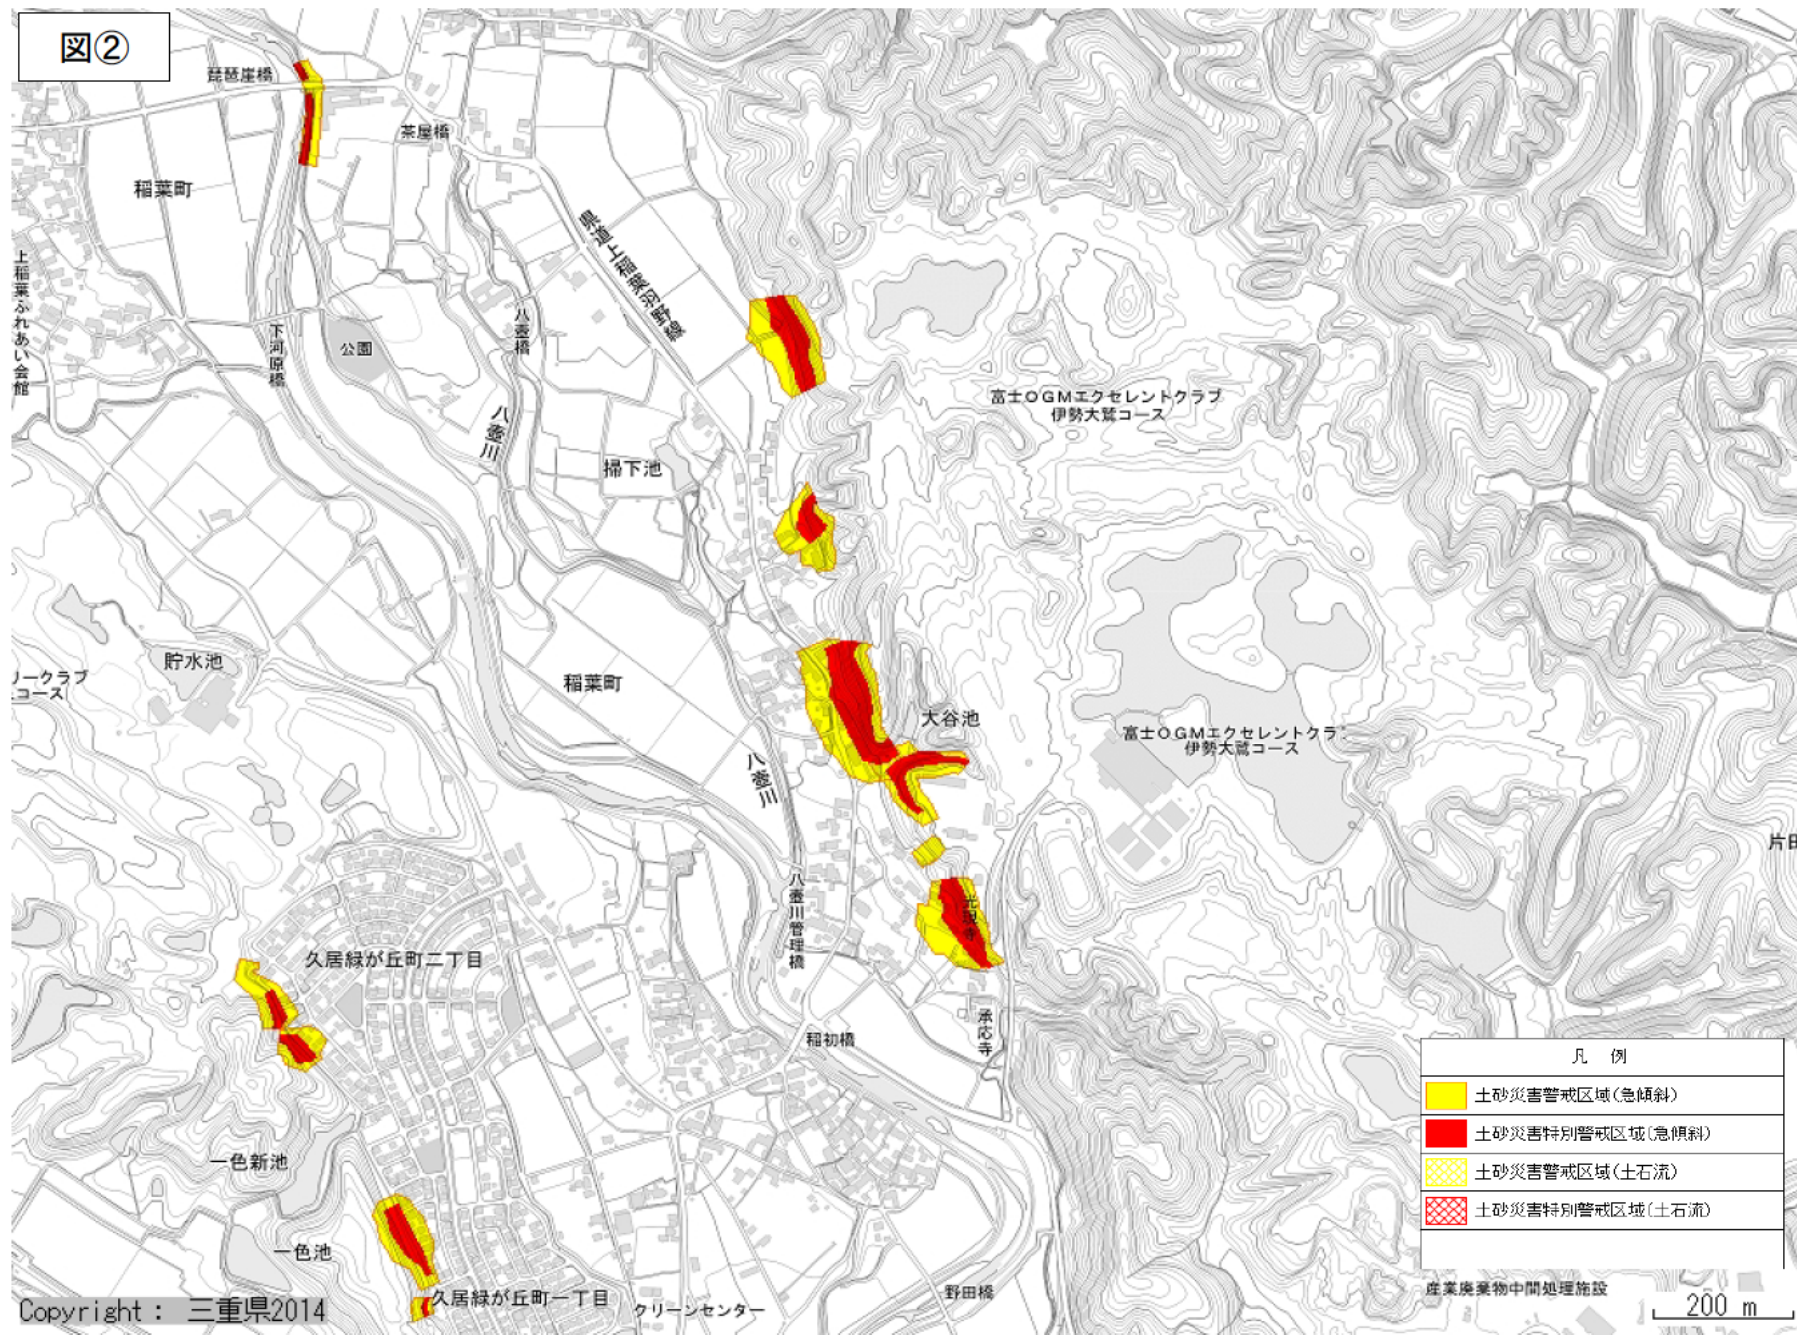 図②
琵琶崖橋
茶屋橋
稲葉町
県道上稲葉羽野線
上稲葉ふれあい会館
下河原橋
公園
八壷橋
八壷川
掃下池
富士OGMエクセレントクラブ
伊勢大鷲コース
貯水池
リークラブ
コース
稲葉町
大谷池
富士OGMエクセレントクラ
伊勢大鷲コース
八壷川
片田
八壷川管理橋
光現寺
久居緑が丘町二丁目
承応寺
稲初橋
一色新池
一色池
久居緑が丘町一丁目
クリーンセンター
野田橋
凡 例
土砂災害警戒区域(急傾斜)
土砂災害特別警戒区域(急傾斜)
土砂災害警戒区域(土石流)
土砂災害特別警戒区域(土石流)
産業廃棄物中間処理施設
200 m
Copyright : 三重県2014